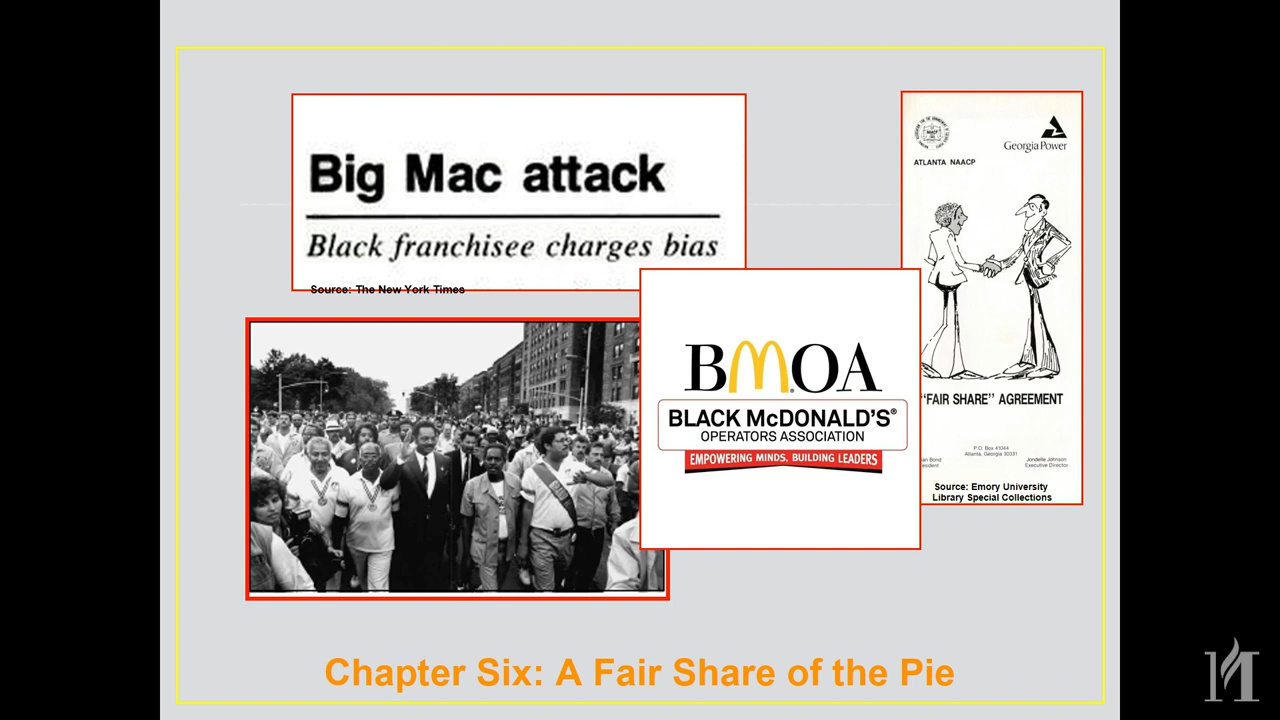 Big Mac attack
Black franchisee charges bias
Source: The New York Times
ATLANTA NAACP
Georgia Power
"FAIR SHARE" AGREEMENT
P.O. Box 41044
Atlanta, Georgia 30331
Bond
Jondelle Johnson
Executive Director
Source: Emory University
Library Special Collections
BMOA
BLACK McDONALD'S®
OPERATORS ASSOCIATION
EMPOWERING MINDS, BUILDING LEADERS
Chapter Six: A Fair Share of the Pie